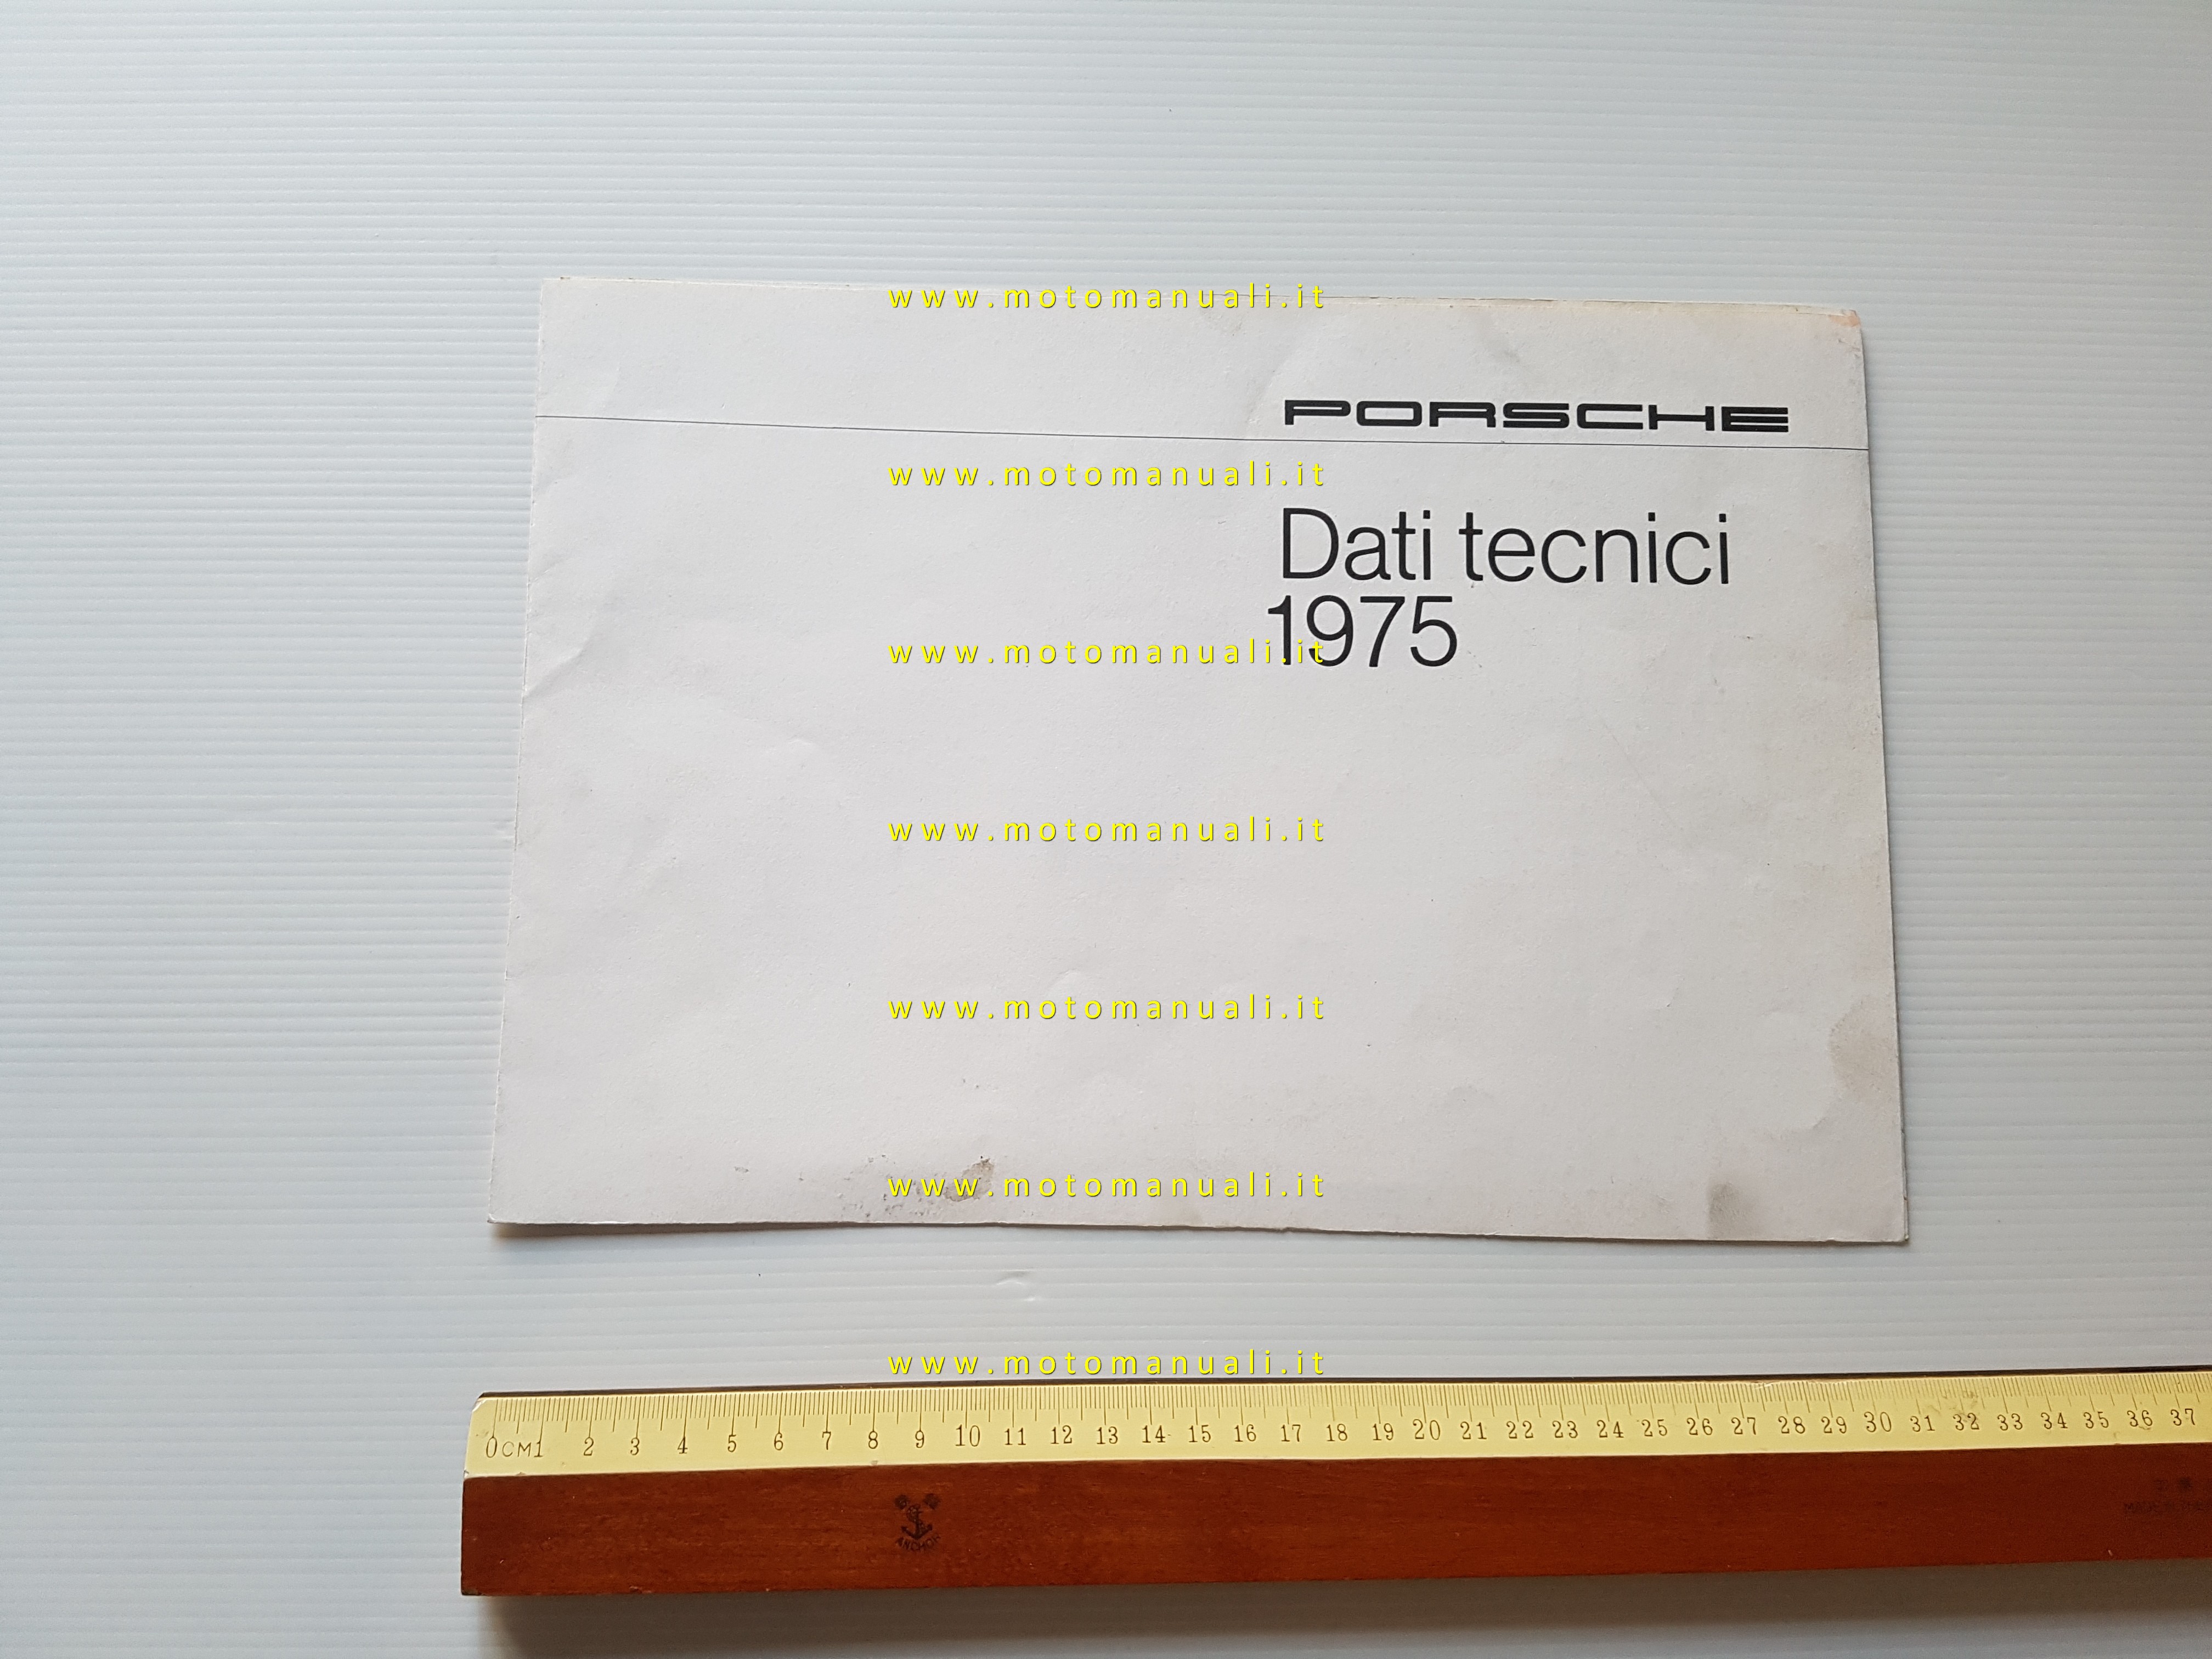 www.motomanuali.it
PORSCHE
www.motomanuali.it
Dati tecnici
1975
www.motomanuali.it
www.motomanuali.it
www.motomanuali.it
www.motomanuali.it
www.motomanuali.it
0CM1 2 3 4 5 6 7 8 9 10 11 12 13 14 15 16 17 18 19 20 21 22 23 24 25 26 27 28 29 30 31 32 33 34 35 36 37
ANCHOR